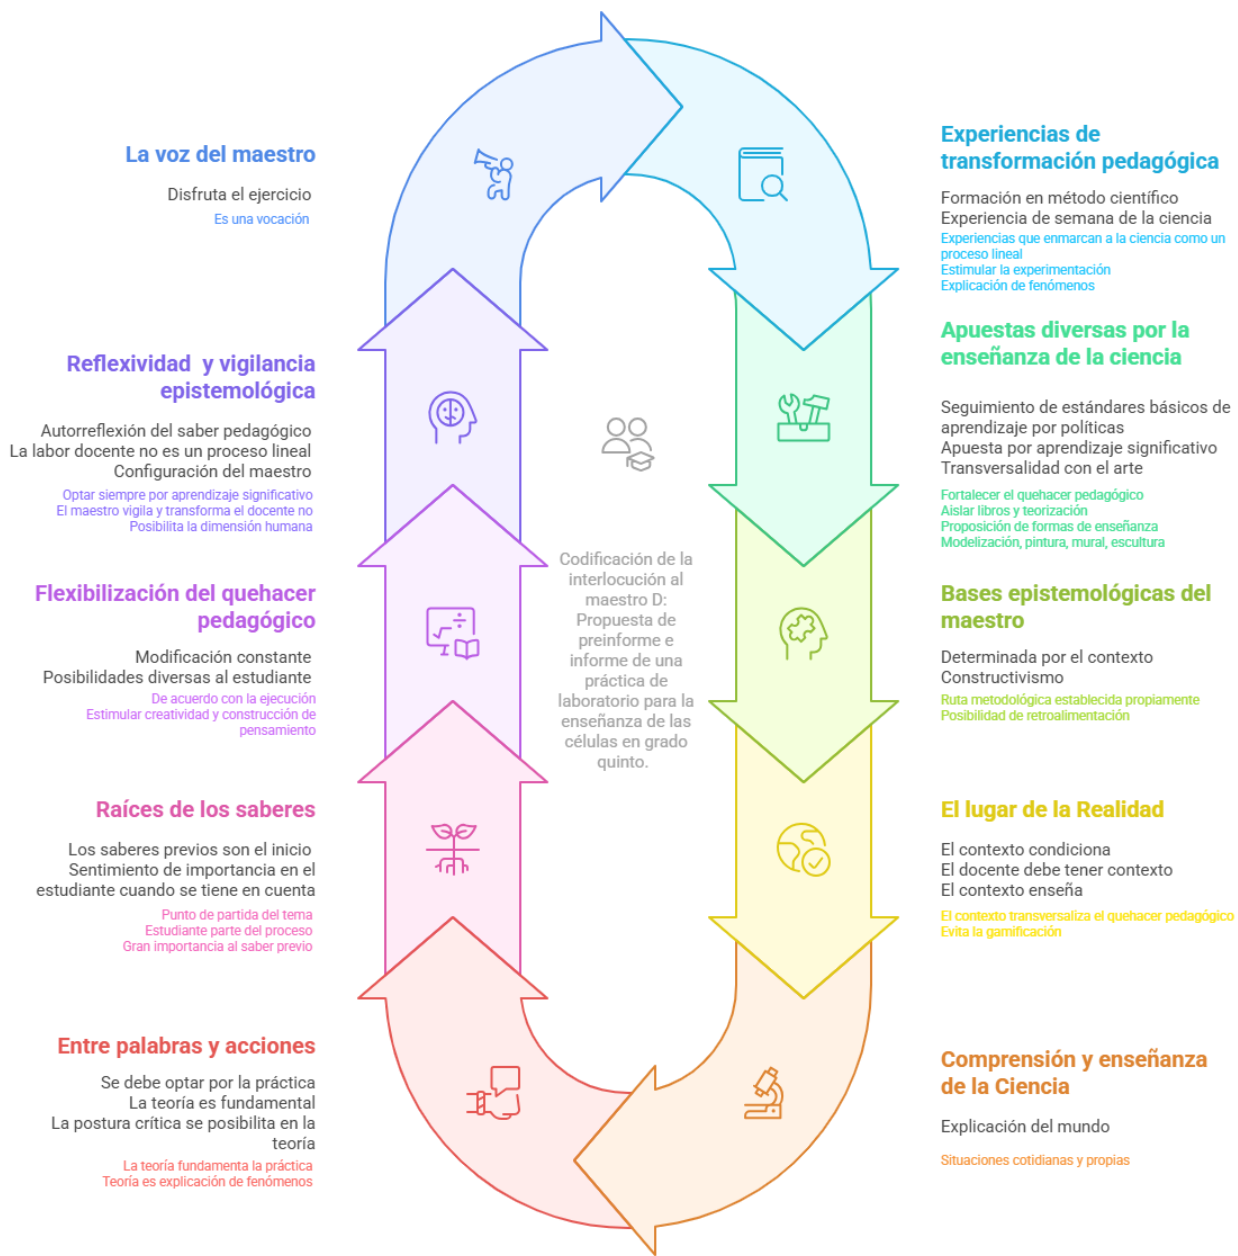 La voz del maestro
Disfruta el ejercicio
Es una vocación
Experiencias de
transformación pedagógica
Formación en método científico
Experiencia de semana de la ciencia
Experiencias que enmarcan a la ciencia como un
proceso lineal
Estimular la experimentación
Explicación de fenómenos
Apuestas diversas por la
enseñanza de la ciencia
Seguimiento de estándares básicos de
aprendizaje por políticas
Apuesta por aprendizaje significativo
Transversalidad con el arte
Fortalecer el quehacer pedagógico
Aislar libros y teorización
Proposición de formas de enseñanza
Modelización, pintura, mural, escultura
Bases epistemológicas del
maestro
Determinada por el contexto
Constructivismo
Ruta metodológica establecida propiamente
Posibilidad de retroalimentación
El lugar de la Realidad
El contexto condiciona
El docente debe tener contexto
El contexto enseña
El contexto transversaliza el quehacer pedagógico
Evita la gamificación
Comprensión y enseñanza
de la Ciencia
Explicación del mundo
Situaciones cotidianas y propias
Entre palabras y acciones
Se debe optar por la práctica
La teoría es fundamental
La postura crítica se posibilita en la
teoría
La teoría fundamenta la práctica
Teoría es explicación de fenómenos
Raíces de los saberes
Los saberes previos son el inicio
Sentimiento de importancia en el
estudiante cuando se tiene en cuenta
Punto de partida del tema
Estudiante parte del proceso
Gran importancia al saber previo
Flexibilización del quehacer
pedagógico
Modificación constante
Posibilidades diversas al estudiante
De acuerdo con la ejecución
Estimular creatividad y construcción de
pensamiento
Reflexividad y vigilancia
epistemológica
Autorreflexión del saber pedagógico
La labor docente no es un proceso lineal
Configuración del maestro
Optar siempre por aprendizaje significativo
El maestro vigila y transforma el docente no
Posibilita la dimensión humana
Codificación de la
interlocución al
maestro D:
Propuesta de
preinforme e
informe de una
práctica de
laboratorio para la
enseñanza de las
células en grado
quinto.